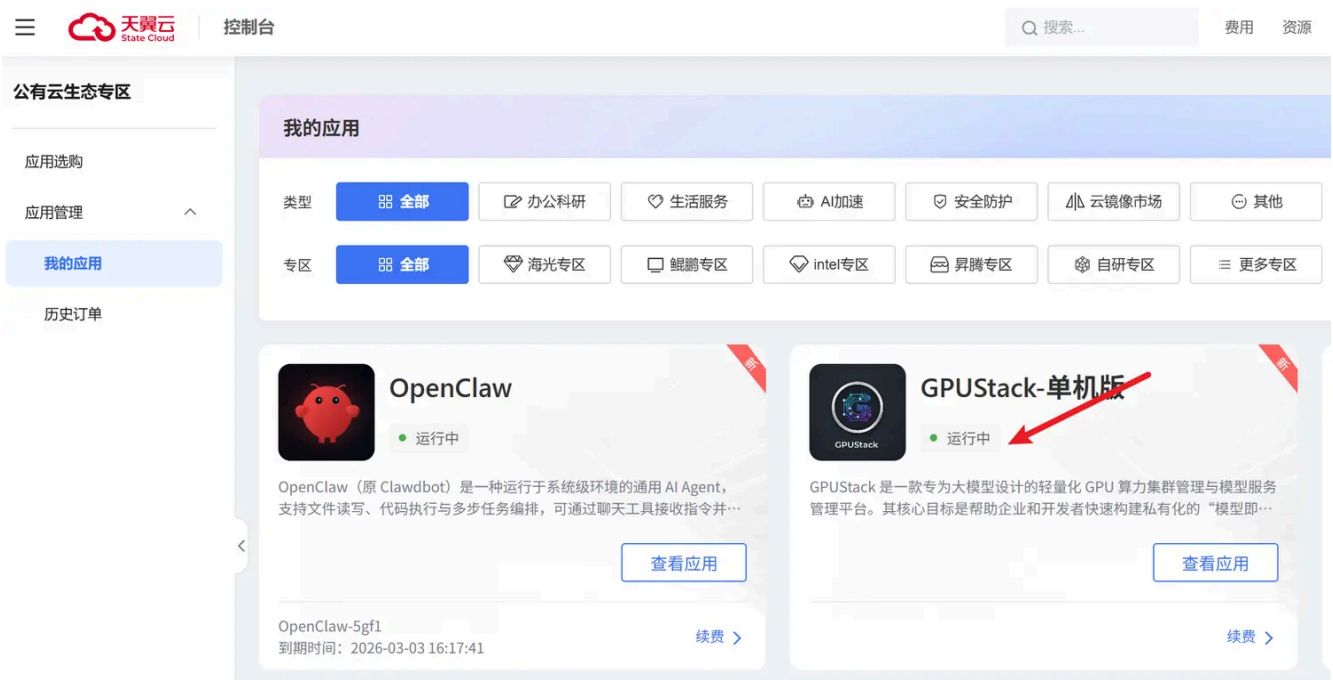 天翼云
State Cloud
控制台
搜索...
费用
资源
公有云生态专区
应用选购
应用管理
我的应用
历史订单
我的应用
类型
全部
办公科研
生活服务
AI加速
安全防护
云镜像市场
其他
专区
全部
海光专区
鲲鹏专区
intel专区
昇腾专区
自研专区
更多专区
新
OpenClaw
运行中
OpenClaw（原 Clawdbot）是一种运行于系统级环境的通用 AI Agent，
支持文件读写、代码执行与多步任务编排，可通过聊天工具接收指令并…
查看应用
OpenClaw-5gf1
到期时间：2026-03-03 16:17:41
续费
新
GPUStack
GPUStack-单机版
运行中
GPUStack 是一款专为大模型设计的轻量化 GPU 算力集群管理与模型服务
管理平台。其核心目标是帮助企业和开发者快速构建私有化的“模型即…
查看应用
续费